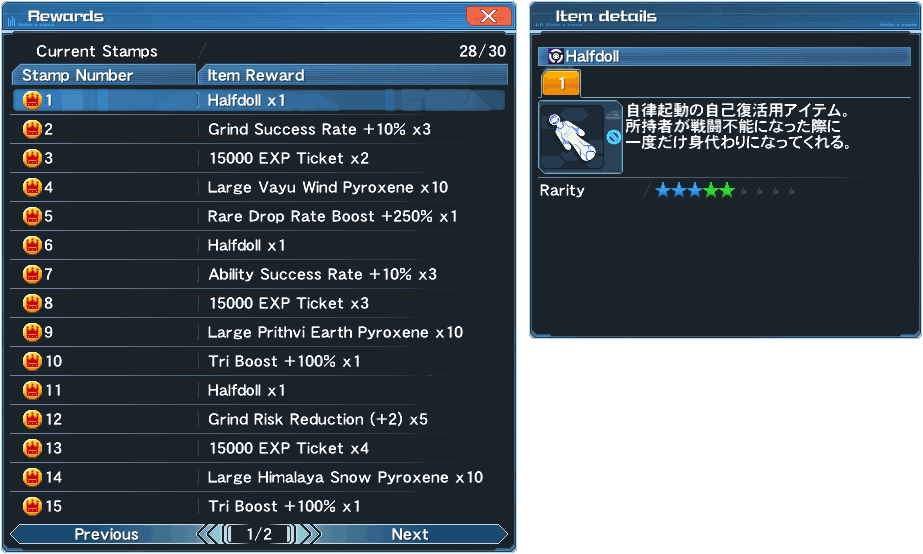 Rewards
Current Stamps 28/30
Stamp Number Item Reward
1 Halfdoll x1
2 Grind Success Rate +10% x3
3 15000 EXP Ticket x2
4 Large Vayu Wind Pyroxene x10
5 Rare Drop Rate Boost +250% x1
6 Halfdoll x1
7 Ability Success Rate +10% x3
8 15000 EXP Ticket x3
9 Large Prithvi Earth Pyroxene x10
10 Tri Boost +100% x1
11 Halfdoll x1
12 Grind Risk Reduction (+2) x5
13 15000 EXP Ticket x4
14 Large Himalaya Snow Pyroxene x10
15 Tri Boost +100% x1
Previous 1/2 Next
Item details
Halfdoll
1
自律起動の自己復活用アイテム。
所持者が戦闘不能になった際に
一度だけ身代わりになってくれる。
Rarity